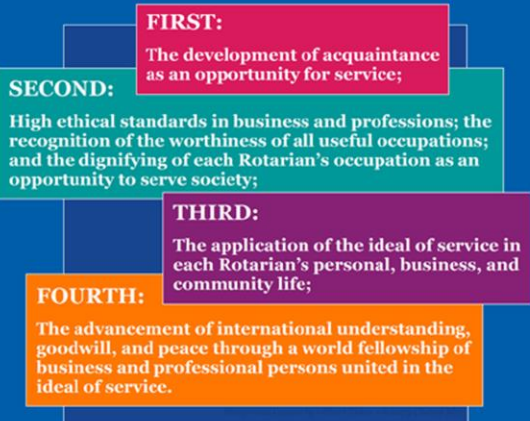 FIRST:
The development of acquaintance
as an opportunity for service;
SECOND:
High ethical standards in business and professions; the
recognition of the worthiness of all useful occupations;
and the dignifying of each Rotarian’s occupation as an
opportunity to serve society;
THIRD:
The application of the ideal of service in
each Rotarian’s personal, business, and
community life;
FOURTH:
The advancement of international understanding,
goodwill, and peace through a world fellowship of
business and professional persons united in the
ideal of service.